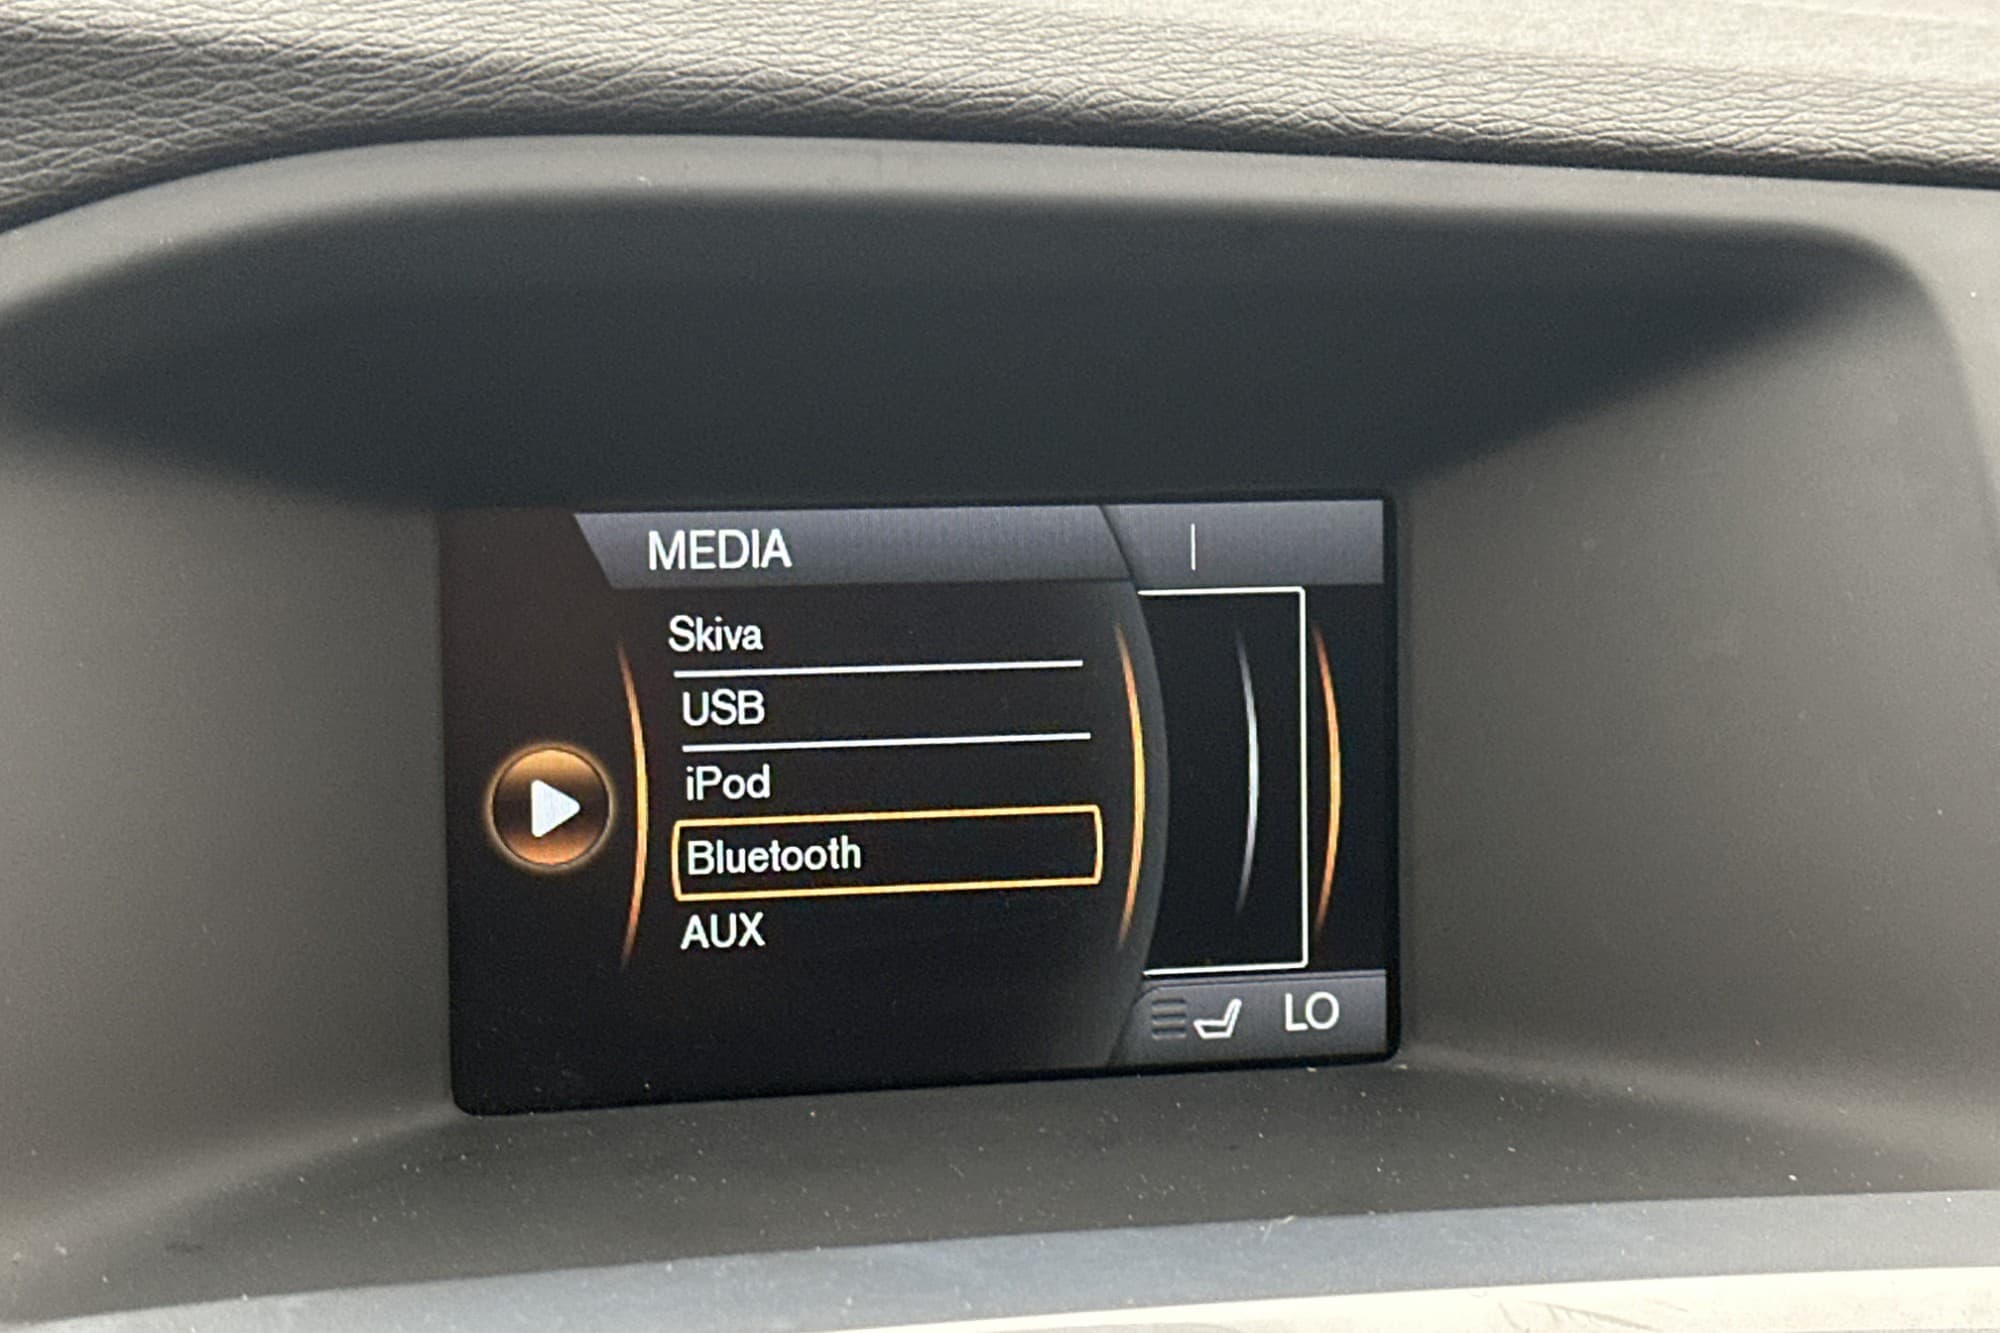 MEDIA
Skiva
USB
iPod
Bluetooth
AUX
LO